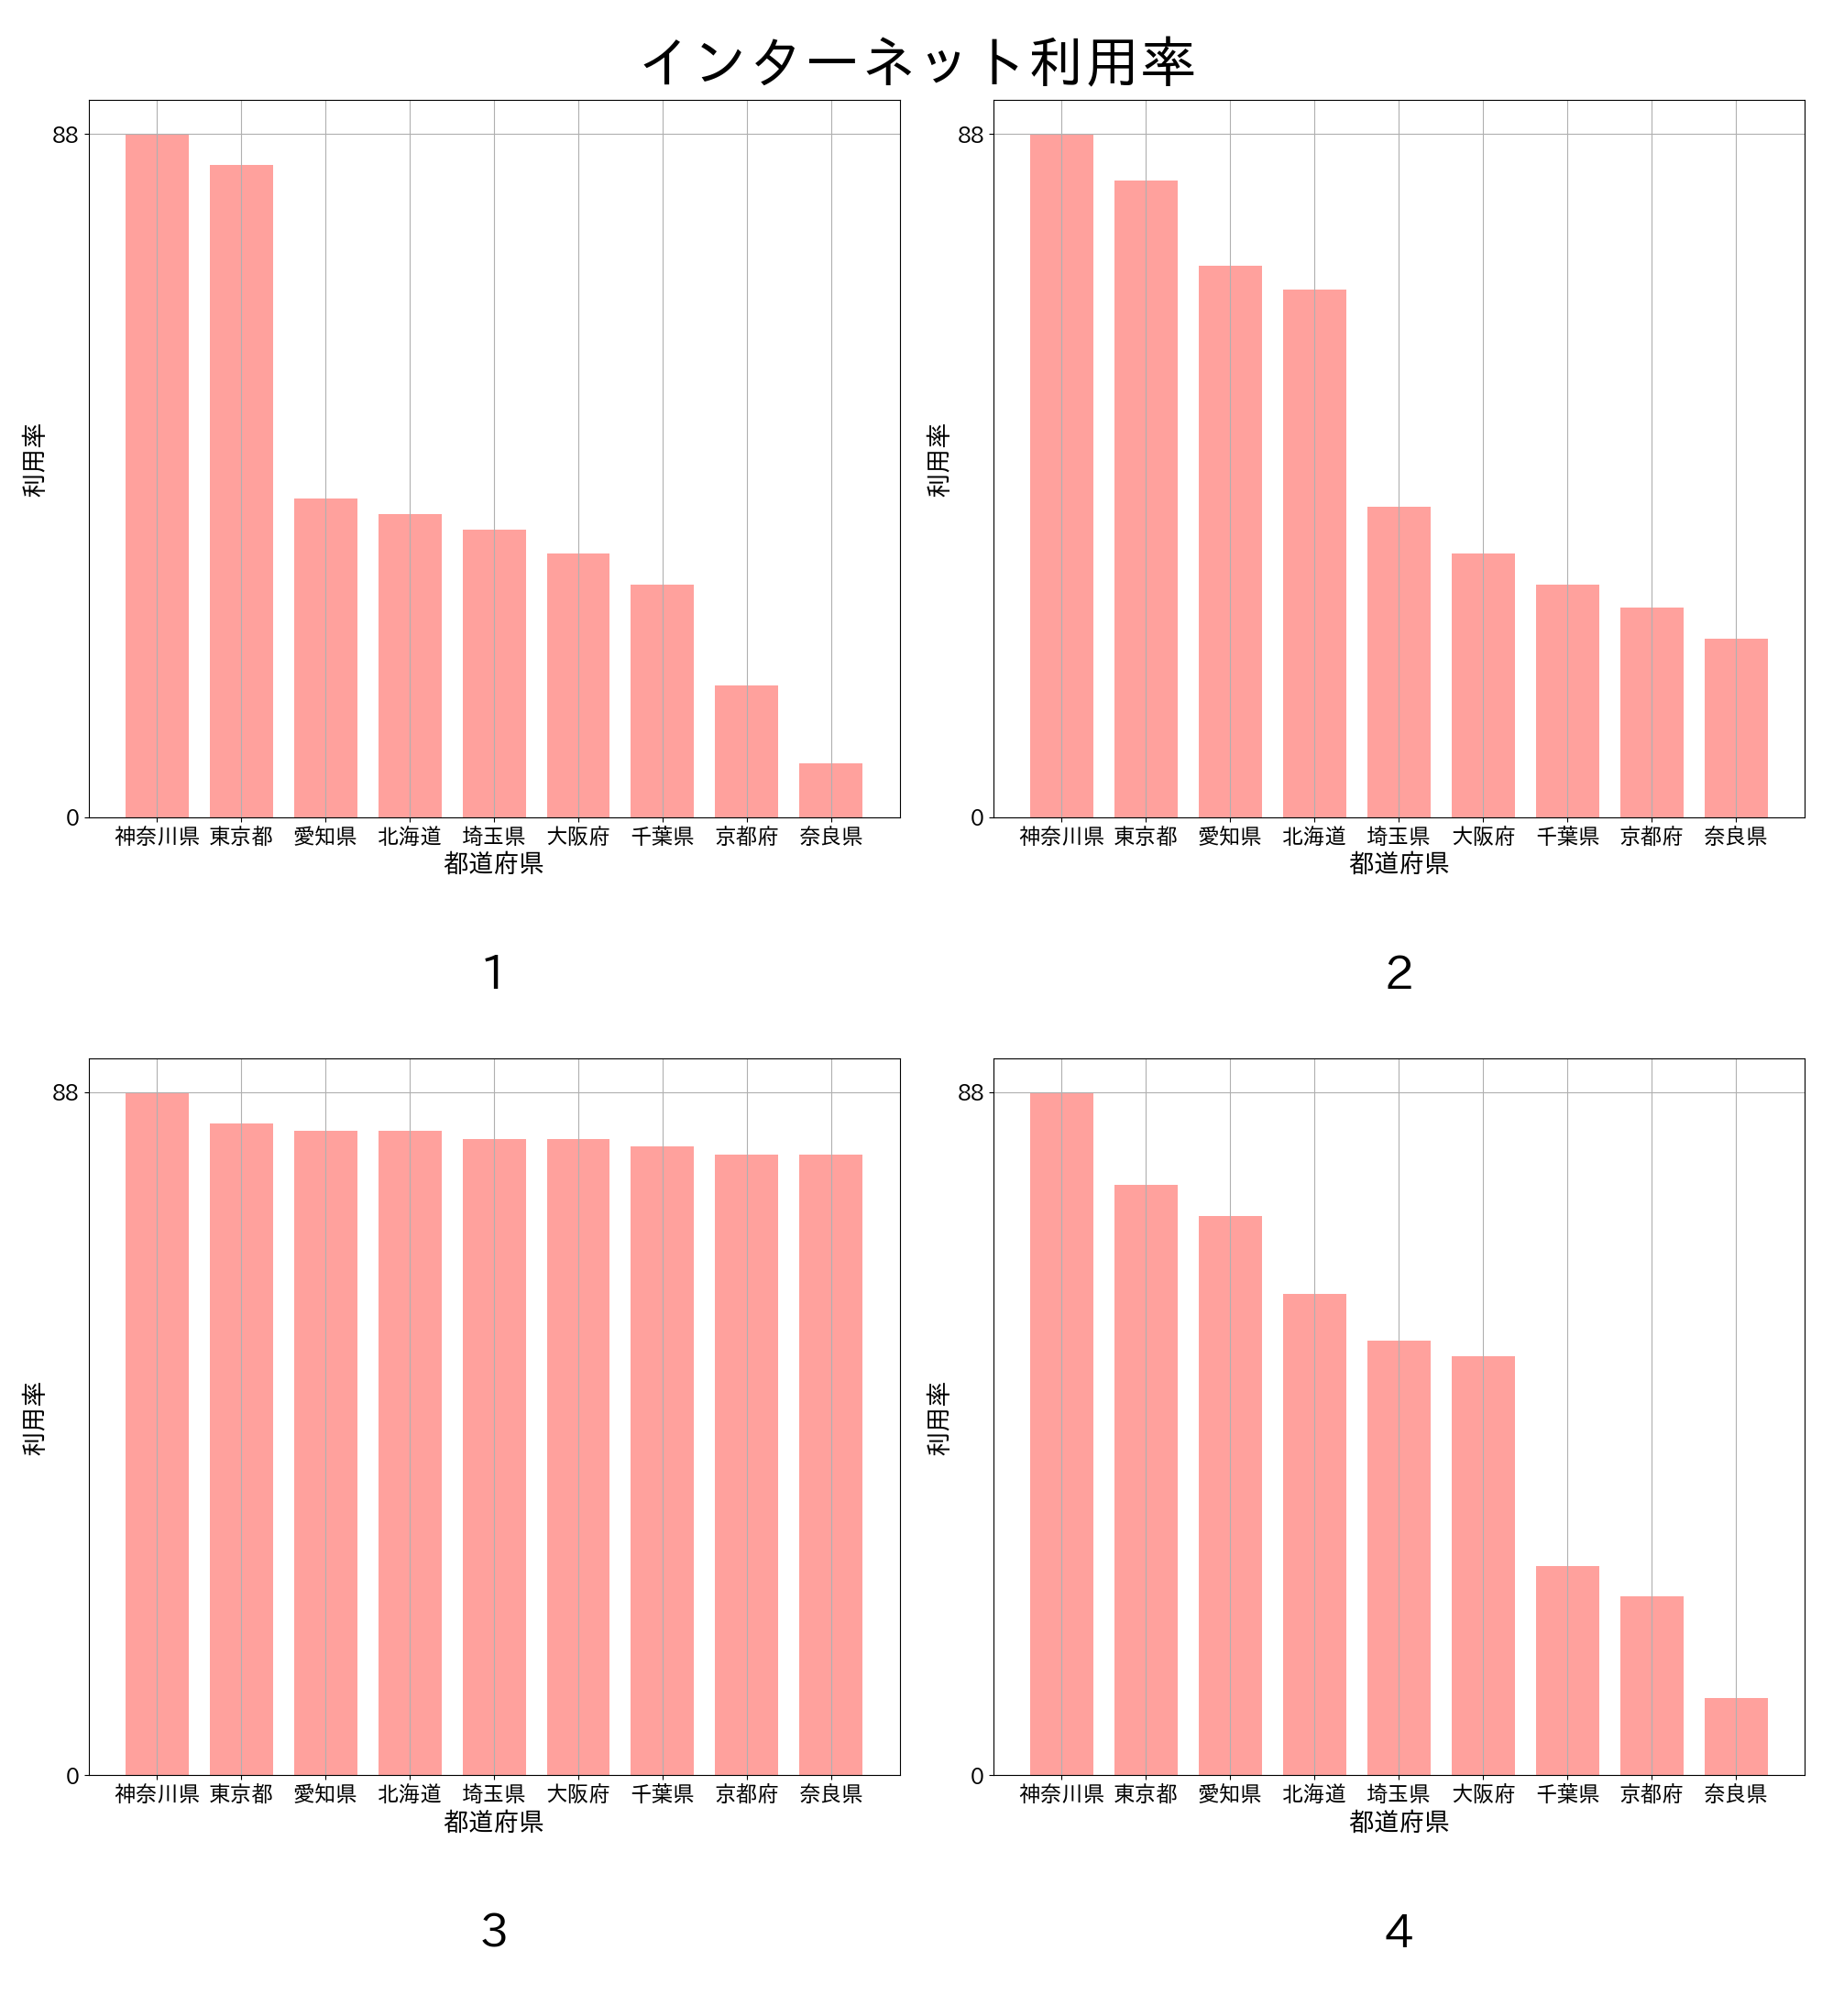 インターネット利用率
88
0
利用率
神奈川県 東京都 愛知県 北海道 埼玉県 大阪府 千葉県 京都府 奈良県
都道府県
1
88
0
利用率
神奈川県 東京都 愛知県 北海道 埼玉県 大阪府 千葉県 京都府 奈良県
都道府県
2
88
0
利用率
神奈川県 東京都 愛知県 北海道 埼玉県 大阪府 千葉県 京都府 奈良県
都道府県
3
88
0
利用率
神奈川県 東京都 愛知県 北海道 埼玉県 大阪府 千葉県 京都府 奈良県
都道府県
4